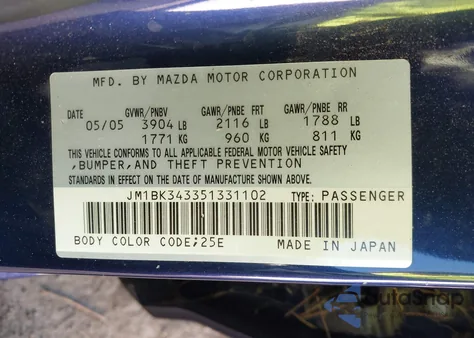 MFD. BY MAZDA MOTOR CORPORATION
DATE GVWR/PNBV GAWR/PNBE FRT GAWR/PNBE RR
05/05 3904 LB 2116 LB 1788 LB
1771 KG 960 KG 811 KG
THIS VEHICLE CONFORMS TO ALL APPLICABLE FEDERAL MOTOR VEHICLE SAFETY
,BUMPER,AND THEFT PREVENTION
STANDARDS IN EFFECT ON THE DATE OF MANUFACTURE SHOWN ABOVE.
JM1BK343351331102 TYPE: PASSENGER
BODY COLOR CODE;25E MADE IN JAPAN
AutoSnap